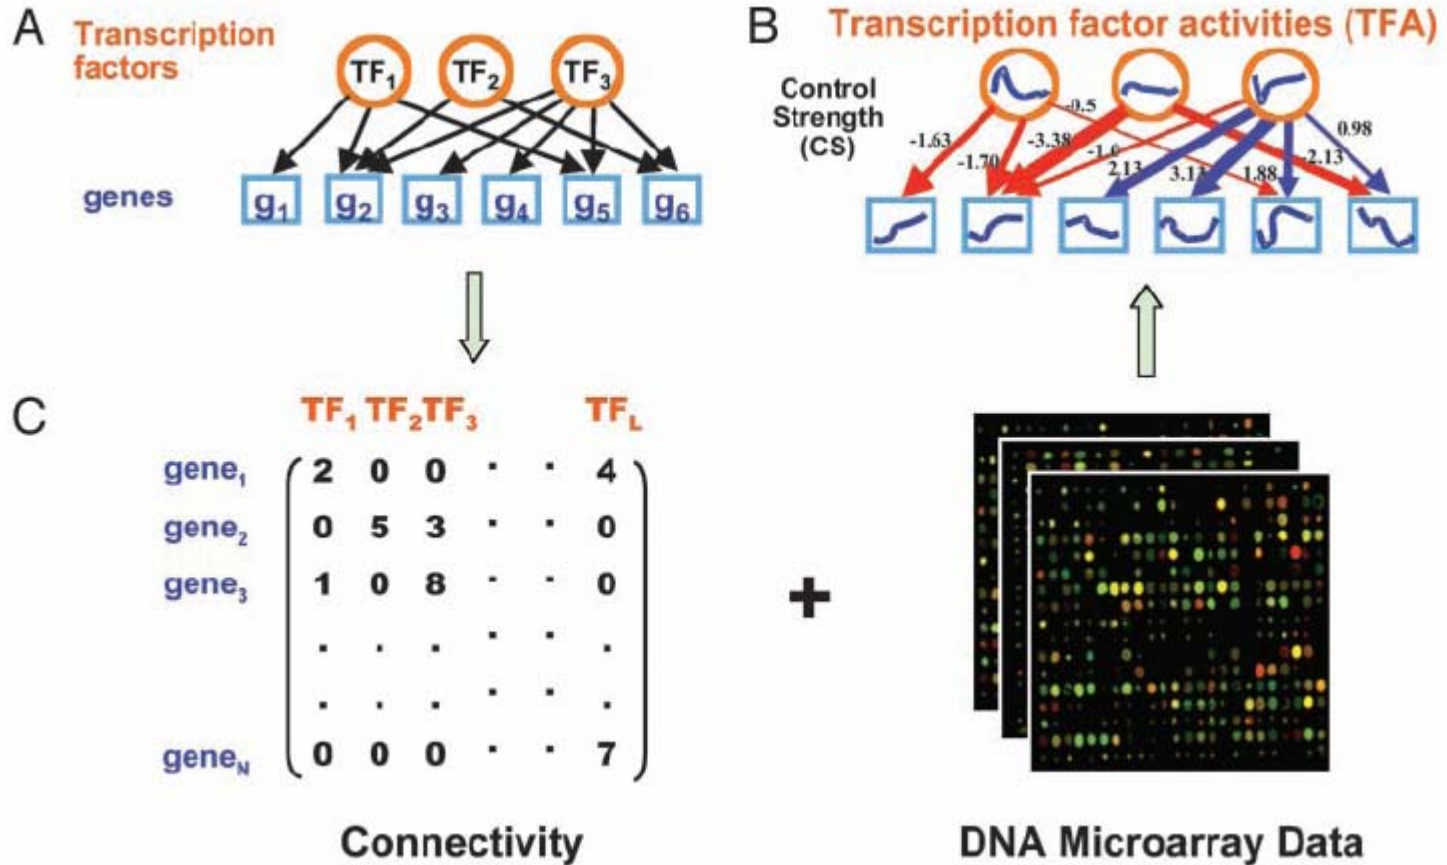 A
Transcription
factors
TF1 TF2 TF3
genes
g1 g2 g3 g4 g5 g6
B
Transcription factor activities (TFA)
Control
Strength
(CS)
-1.63 -1.70 -3.38 -0.5 2.13 1.88 -2.13 0.98
C
TF1 TF2 TF3 TFL
gene1 2 0 0 · · 4
gene2 0 5 3 · · 0
gene3 1 0 8 · · 0
· · · · · ·
· · · · · ·
geneN 0 0 0 · · 7
+
Connectivity
DNA Microarray Data